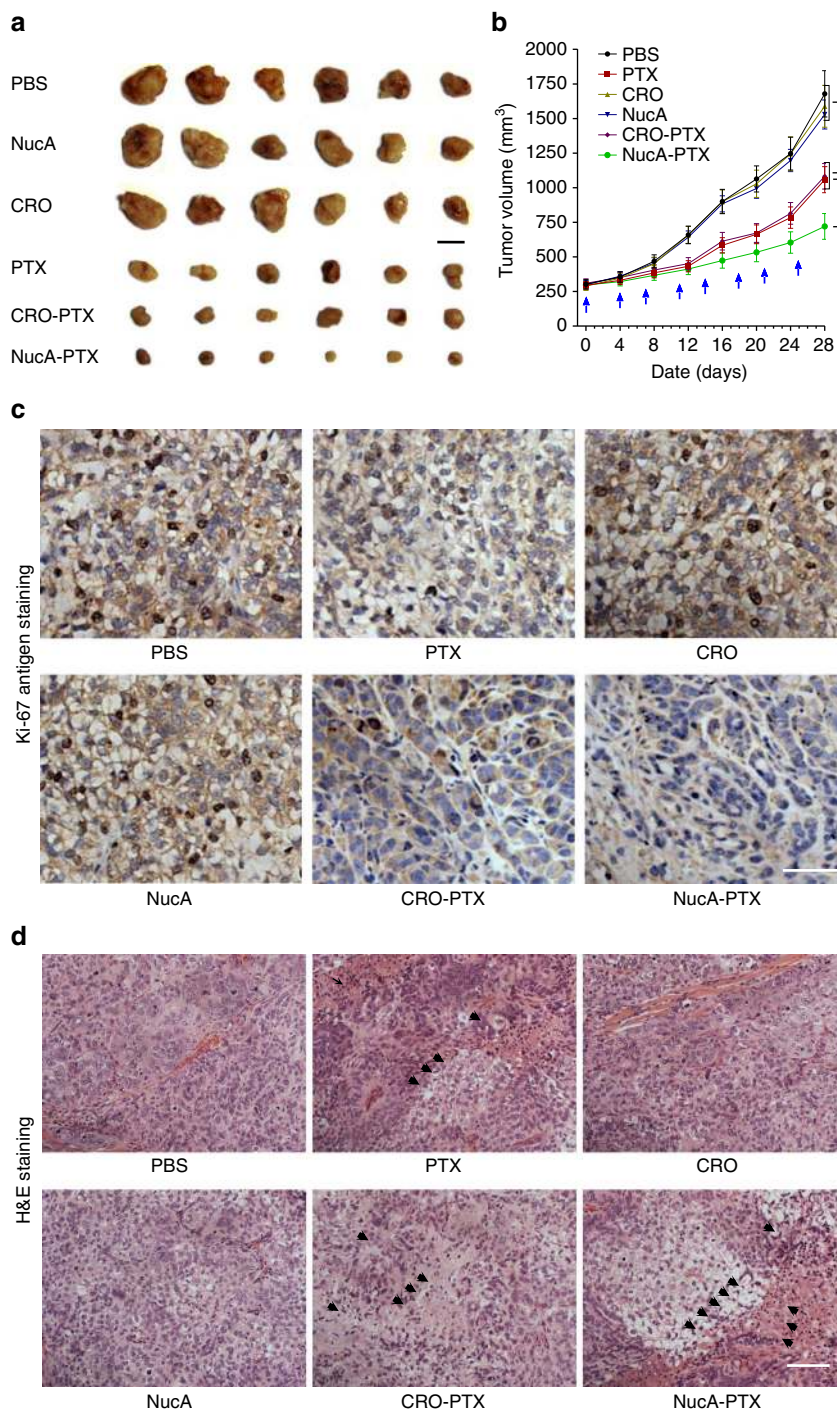 a
PBS
NucA
CRO
PTX
CRO-PTX
NucA-PTX
b
2000
1750
1500
1250
1000
750
500
250
0
Tumor volume (mm³)
PBS
PTX
CRO
NucA
CRO-PTX
NucA-PTX
0 4 8 12 16 20 24 28
Date (days)
c
Ki-67 antigen staining
PBS PTX CRO
NucA CRO-PTX NucA-PTX
d
H&E staining
PBS PTX CRO
NucA CRO-PTX NucA-PTX